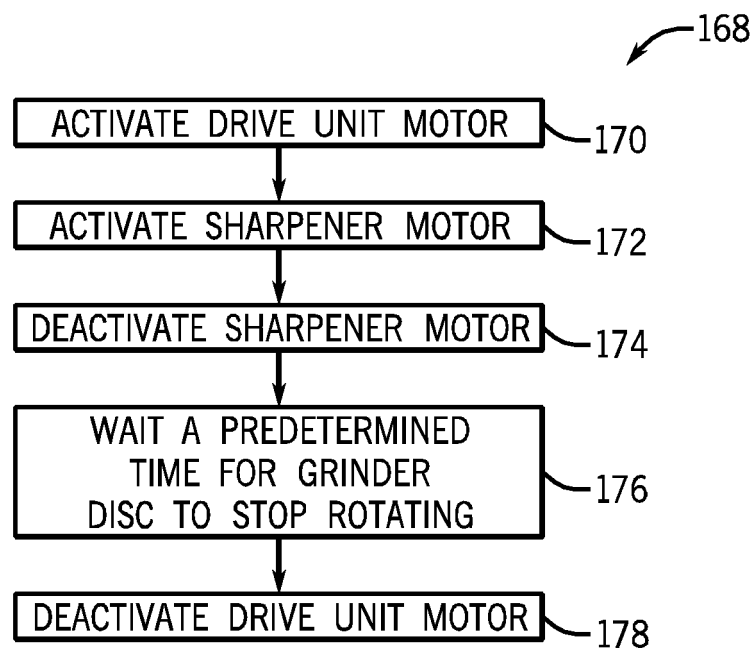 168
ACTIVATE DRIVE UNIT MOTOR
170
ACTIVATE SHARPENER MOTOR
172
DEACTIVATE SHARPENER MOTOR
174
WAIT A PREDETERMINED
TIME FOR GRINDER
DISC TO STOP ROTATING
176
DEACTIVATE DRIVE UNIT MOTOR
178